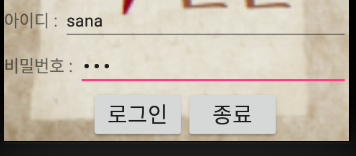 아이디 : sana
비밀번호 : •••
로그인 종료